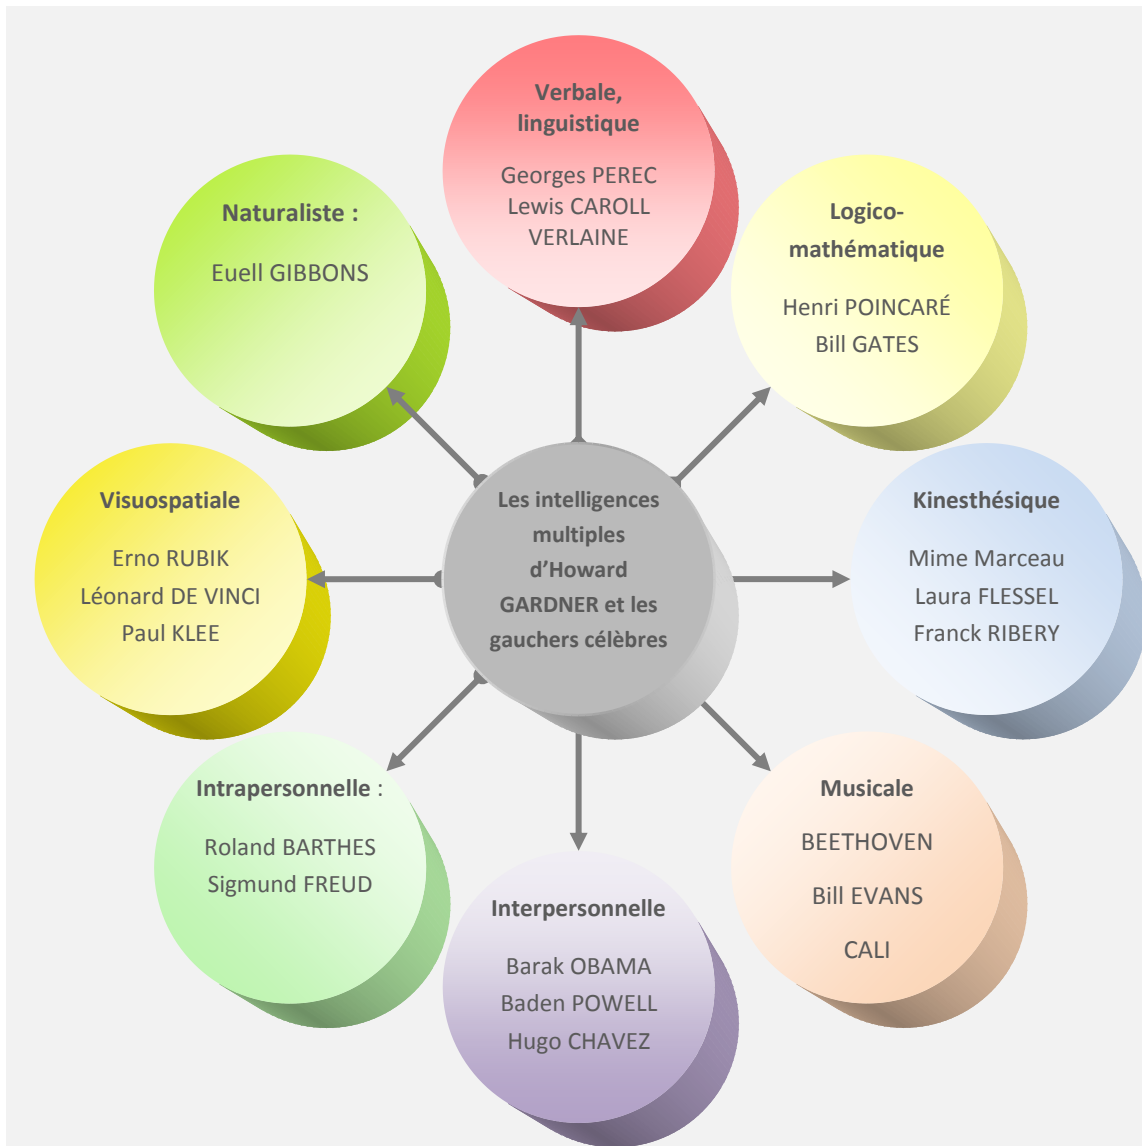 Verbale,
linguistique
Georges PEREC
Lewis CAROLL
VERLAINE
Logico-
mathématique
Henri POINCARÉ
Bill GATES
Kinesthésique
Mime Marceau
Laura FLESSEL
Franck RIBERY
Musicale
BEETHOVEN
Bill EVANS
CALI
Interpersonnelle
Barak OBAMA
Baden POWELL
Hugo CHAVEZ
Intrapersonnelle :
Roland BARTHES
Sigmund FREUD
Visuospatiale
Erno RUBIK
Léonard DE VINCI
Paul KLEE
Naturaliste :
Euell GIBBONS
Les intelligences
multiples
d’Howard
GARDNER et les
gauchers célèbres